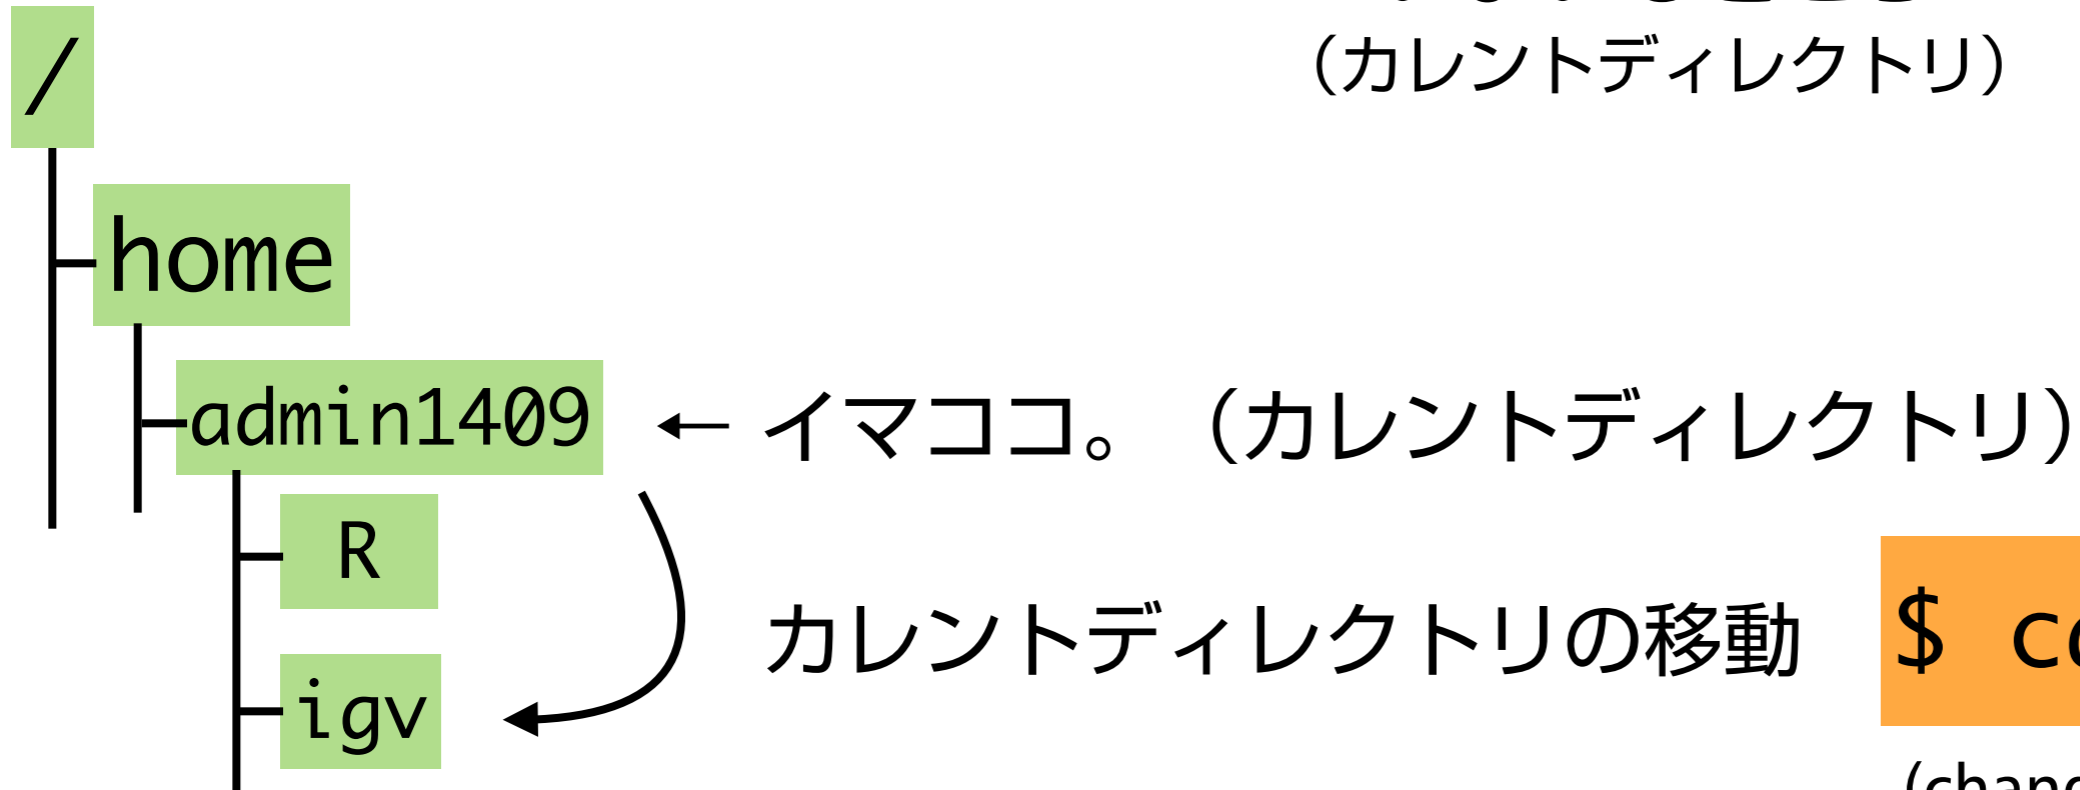 （カレントディレクトリ）
/
home
admin1409 ← イマココ。（カレントディレクトリ）
R
カレントディレクトリの移動 $
igv